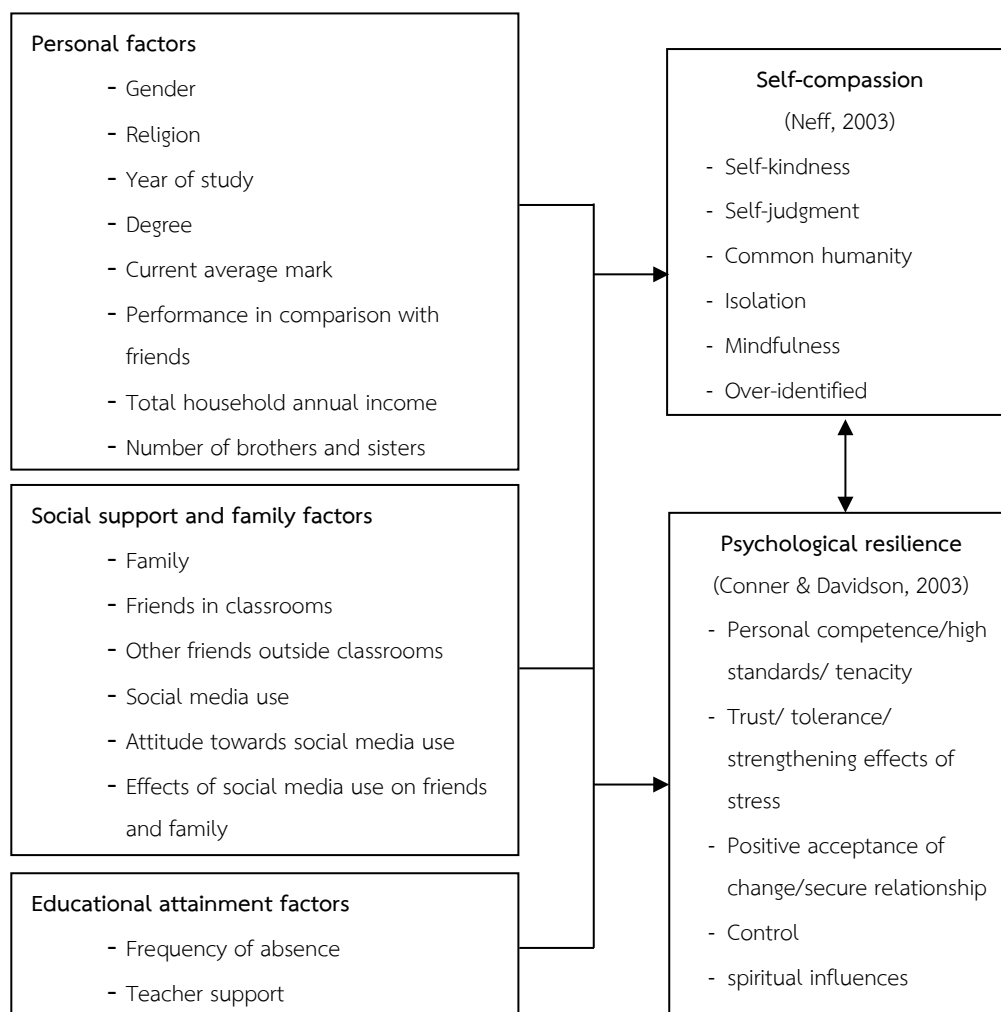 Personal factors
- Gender
- Religion
- Year of study
- Degree
- Current average mark
- Performance in comparison with
friends
- Total household annual income
- Number of brothers and sisters
Social support and family factors
- Family
- Friends in classrooms
- Other friends outside classrooms
- Social media use
- Attitude towards social media use
- Effects of social media use on friends
and family
Educational attainment factors
- Frequency of absence
- Teacher support
Self-compassion
(Neff, 2003)
- Self-kindness
- Self-judgment
- Common humanity
- Isolation
- Mindfulness
- Over-identified
Psychological resilience
(Conner & Davidson, 2003)
- Personal competence/high
standards/ tenacity
- Trust/ tolerance/
strengthening effects of
stress
- Positive acceptance of
change/secure relationship
- Control
- spiritual influences